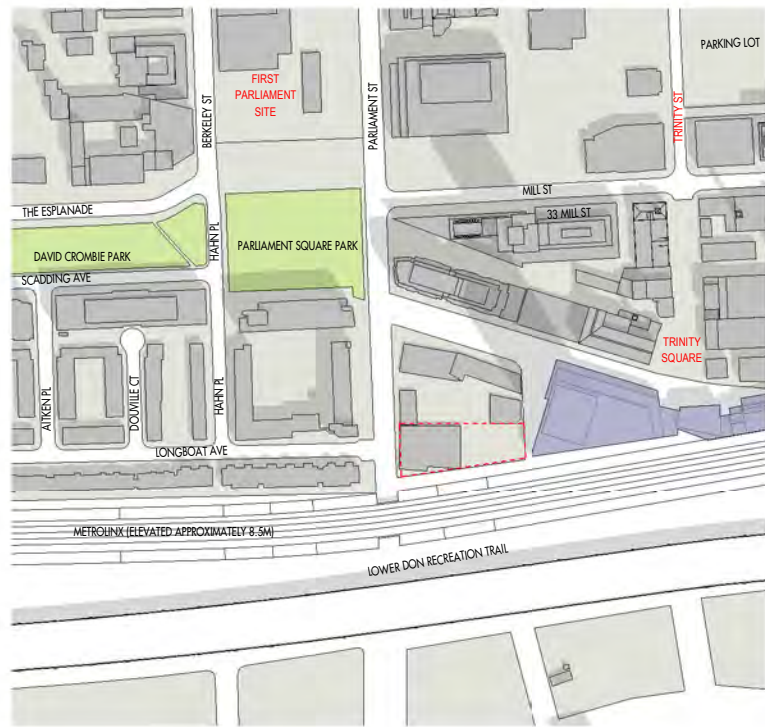 PARKING LOT
FIRST
PARLIAMENT
SITE
BERKELEY ST
PARLIAMENT ST
TRINITY ST
MILL ST
THE ESPLANADE
33 MILL ST
DAVID CROMBIE PARK
HAHN PL
PARLIAMENT SQUARE PARK
SCADDING AVE
TRINITY
SQUARE
AITKEN PL
DOUVILLE CT
HAHN PL
LONGBOAT AVE
METROLINX (ELEVATED APPROXIMATELY 8.5M)
LOWER DON RECREATION TRAIL